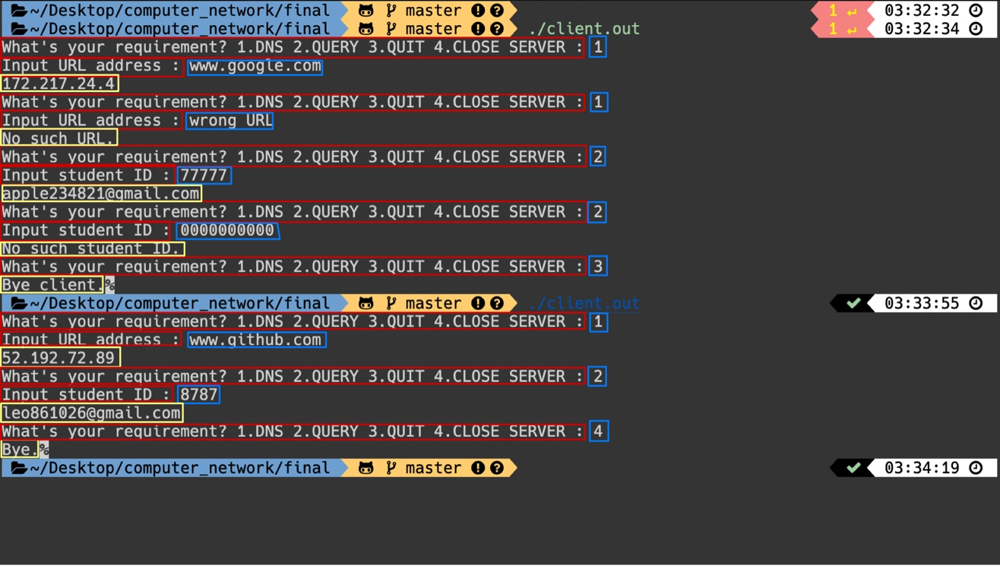 ~/Desktop/computer_network/final master 1 ↵ 03:32:32
~/Desktop/computer_network/final master ./client.out 1 ↵ 03:32:34
What's your requirement? 1.DNS 2.QUERY 3.QUIT 4.CLOSE SERVER : 1
Input URL address : www.google.com
172.217.24.4
What's your requirement? 1.DNS 2.QUERY 3.QUIT 4.CLOSE SERVER : 1
Input URL address : wrong URL
No such URL.
What's your requirement? 1.DNS 2.QUERY 3.QUIT 4.CLOSE SERVER : 2
Input student ID : 77777
apple234821@gmail.com
What's your requirement? 1.DNS 2.QUERY 3.QUIT 4.CLOSE SERVER : 2
Input student ID : 0000000000
No such student ID.
What's your requirement? 1.DNS 2.QUERY 3.QUIT 4.CLOSE SERVER : 3
Bye client.%
~/Desktop/computer_network/final master ./client.out ✔ 03:33:55
What's your requirement? 1.DNS 2.QUERY 3.QUIT 4.CLOSE SERVER : 1
Input URL address : www.github.com
52.192.72.89
What's your requirement? 1.DNS 2.QUERY 3.QUIT 4.CLOSE SERVER : 2
Input student ID : 8787
leo861026@gmail.com
What's your requirement? 1.DNS 2.QUERY 3.QUIT 4.CLOSE SERVER : 4
Bye.%
~/Desktop/computer_network/final master ✔ 03:34:19